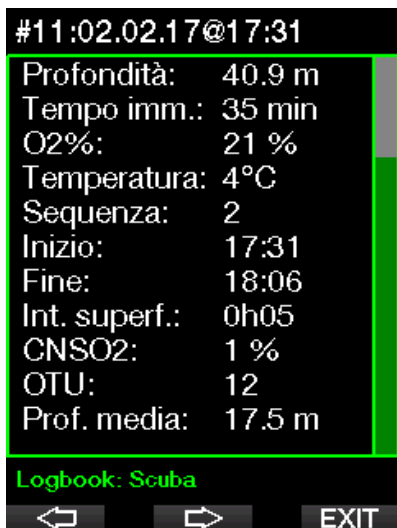 #11:02.02.17@17:31
Profondità: 40.9 m
Tempo imm.: 35 min
O2%: 21 %
Temperatura: 4°C
Sequenza: 2
Inizio: 17:31
Fine: 18:06
Int. superf.: 0h05
CNSO2: 1 %
OTU: 12
Prof. media: 17.5 m
Logbook: Scuba
EXIT